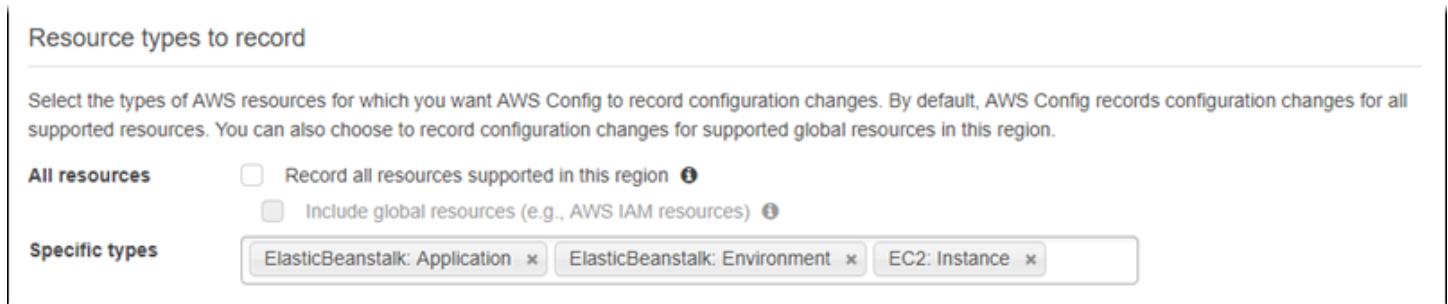 Resource types to record
Select the types of AWS resources for which you want AWS Config to record configuration changes. By default, AWS Config records configuration changes for all
supported resources. You can also choose to record configuration changes for supported global resources in this region.
All resources Record all resources supported in this region
Include global resources (e.g., AWS IAM resources)
Specific types ElasticBeanstalk: Application × ElasticBeanstalk: Environment × EC2: Instance ×